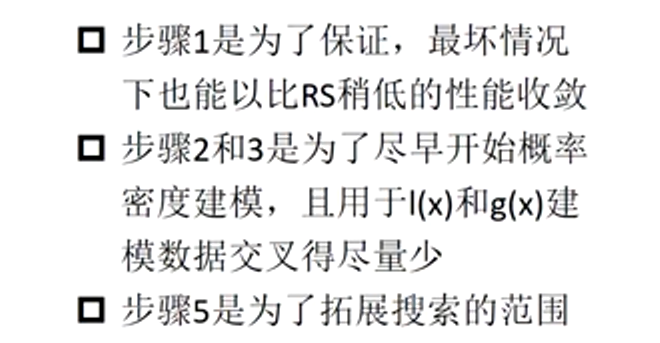 步骤1是为了保证，最坏情况
下也能以比RS稍低的性能收敛
步骤2和3是为了尽早开始概率
密度建模，且用于l(x)和g(x)建
模数据交叉得尽量少
步骤5是为了拓展搜索的范围